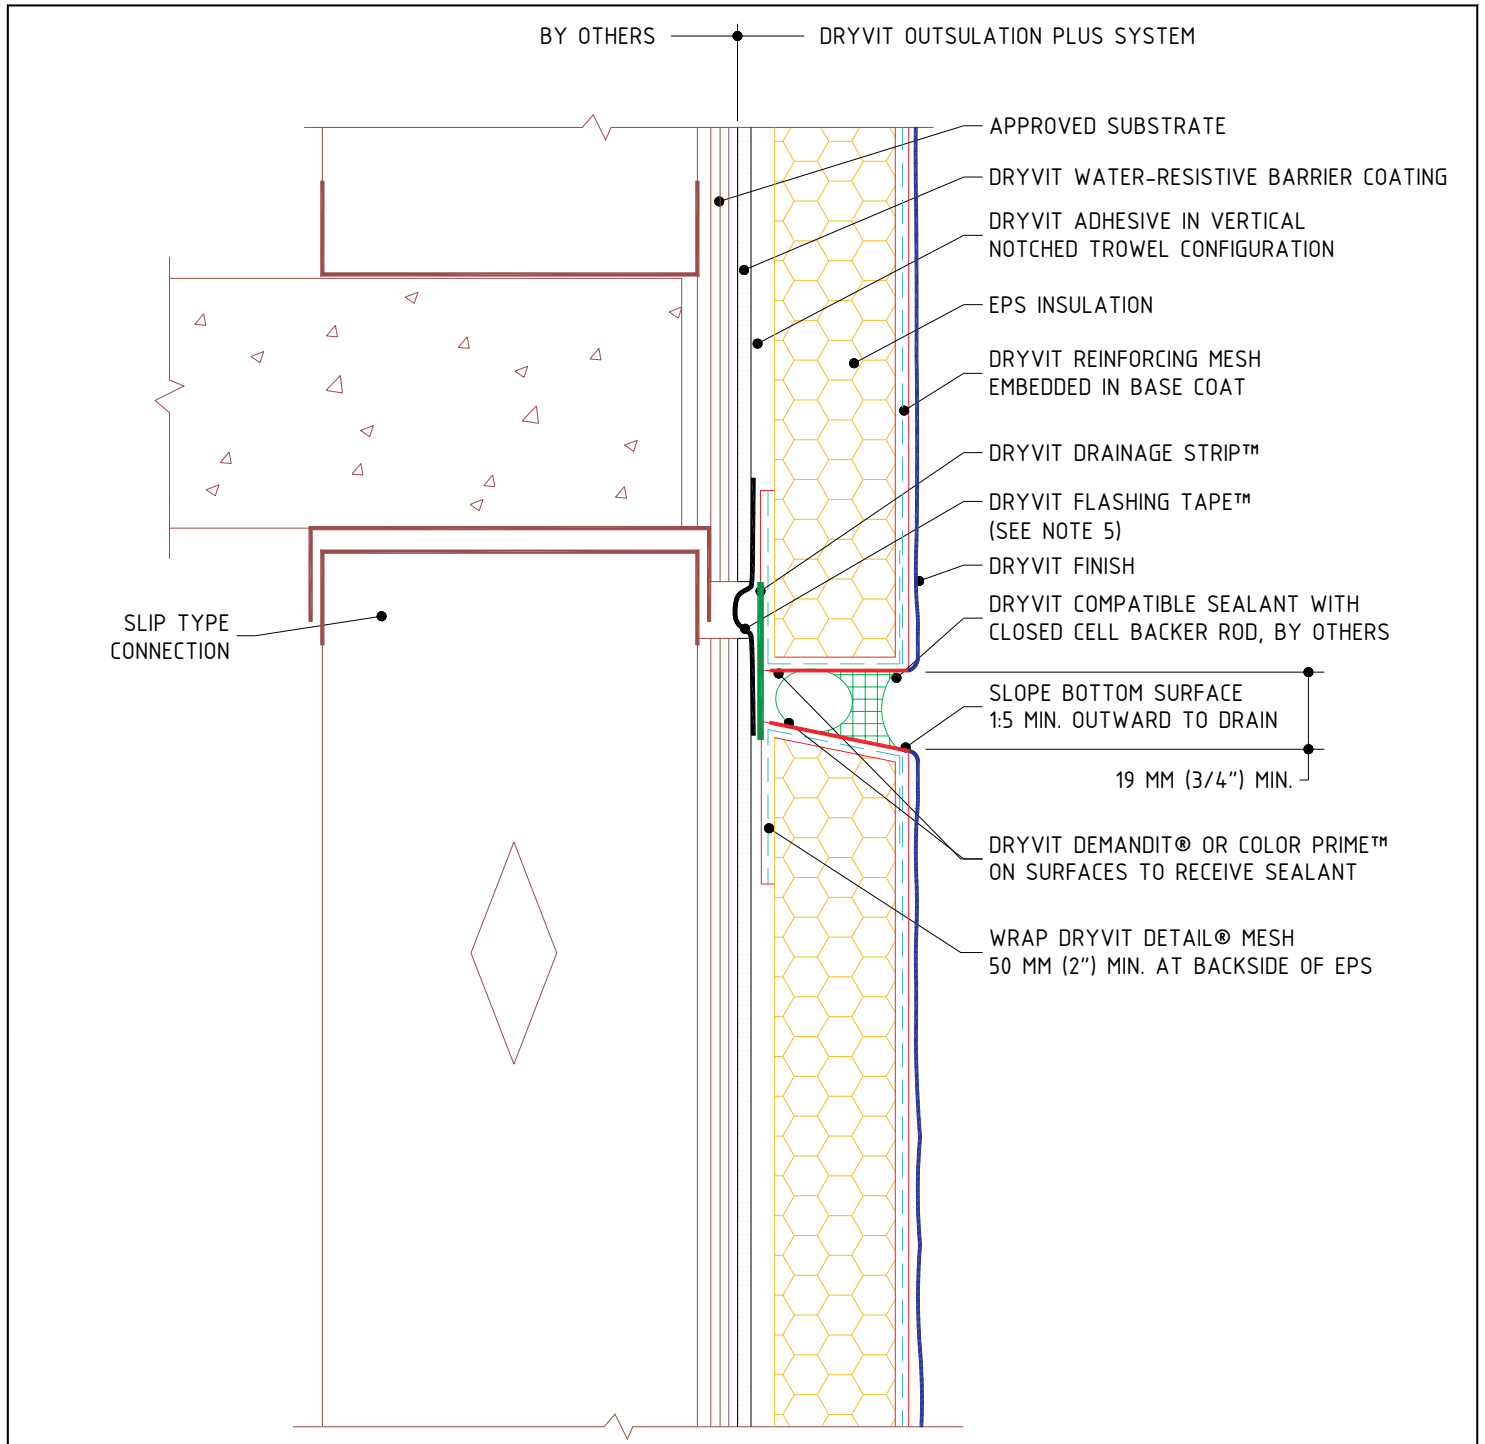 BY OTHERS
DRYVIT OUTSULATION PLUS SYSTEM
APPROVED SUBSTRATE
DRYVIT WATER-RESISTIVE BARRIER COATING
DRYVIT ADHESIVE IN VERTICAL
NOTCHED TROWEL CONFIGURATION
EPS INSULATION
DRYVIT REINFORCING MESH
EMBEDDED IN BASE COAT
DRYVIT DRAINAGE STRIP™
DRYVIT FLASHING TAPE™
(SEE NOTE 5)
DRYVIT FINISH
DRYVIT COMPATIBLE SEALANT WITH
CLOSED CELL BACKER ROD, BY OTHERS
SLIP TYPE
CONNECTION
SLOPE BOTTOM SURFACE
1:5 MIN. OUTWARD TO DRAIN
19 MM (3/4") MIN.
DRYVIT DEMANDIT® OR COLOR PRIME™
ON SURFACES TO RECEIVE SEALANT
WRAP DRYVIT DETAIL® MESH
50 MM (2") MIN. AT BACKSIDE OF EPS